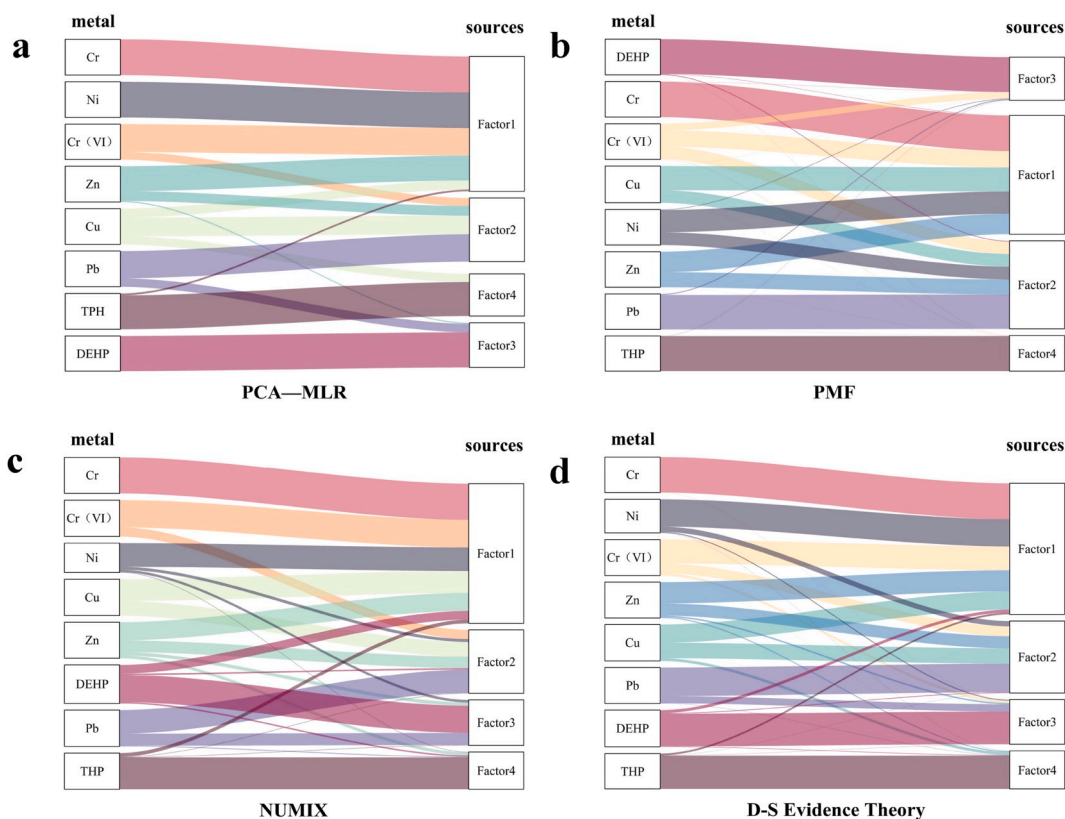 a
metal
sources
Cr
Ni
Cr（VI）
Zn
Cu
Pb
TPH
DEHP
Factor1
Factor2
Factor4
Factor3
PCA—MLR
b
metal
sources
DEHP
Cr
Cr（VI）
Cu
Ni
Zn
Pb
THP
Factor3
Factor1
Factor2
Factor4
PMF
c
metal
sources
Cr
Cr（VI）
Ni
Cu
Zn
DEHP
Pb
THP
Factor1
Factor2
Factor3
Factor4
NUMIX
d
metal
sources
Cr
Ni
Cr（VI）
Zn
Cu
Pb
DEHP
THP
Factor1
Factor2
Factor3
Factor4
D-S Evidence Theory